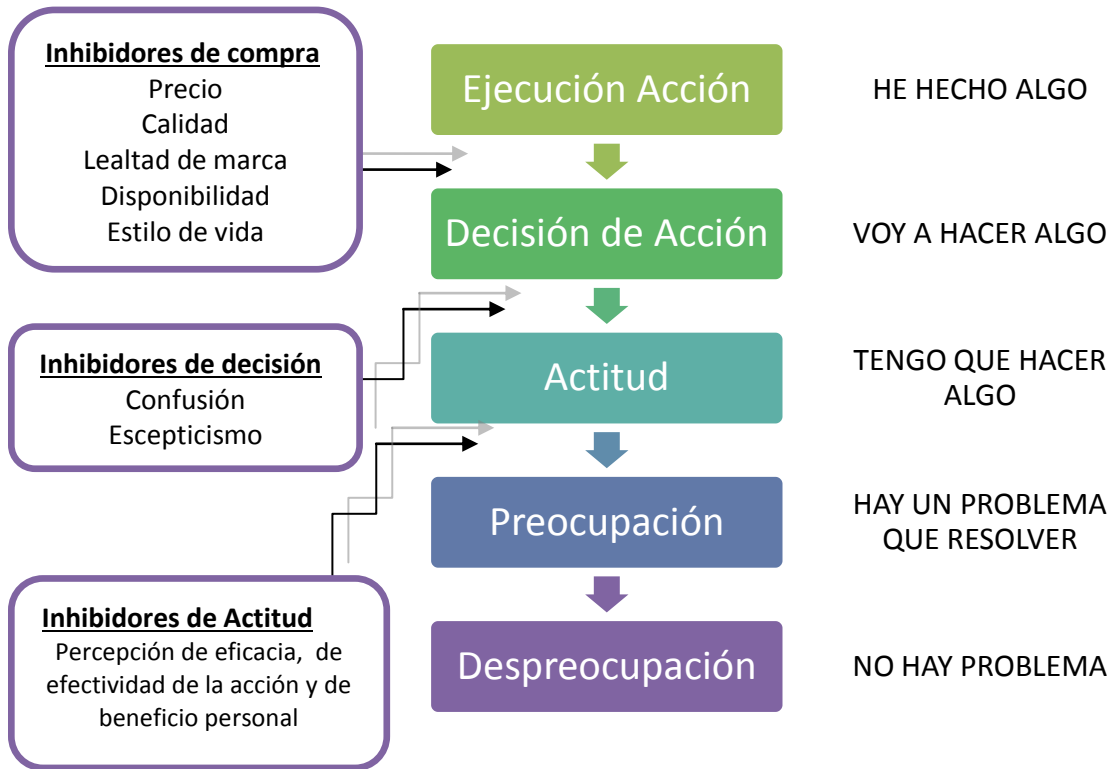 Inhibidores de compra
Precio
Calidad
Lealtad de marca
Disponibilidad
Estilo de vida
Ejecución Acción
HE HECHO ALGO
Decisión de Acción
VOY A HACER ALGO
Inhibidores de decisión
Confusión
Escepticismo
Actitud
TENGO QUE HACER
ALGO
Preocupación
HAY UN PROBLEMA
QUE RESOLVER
Inhibidores de Actitud
Percepción de eficacia, de
efectividad de la acción y de
beneficio personal
Despreocupación
NO HAY PROBLEMA